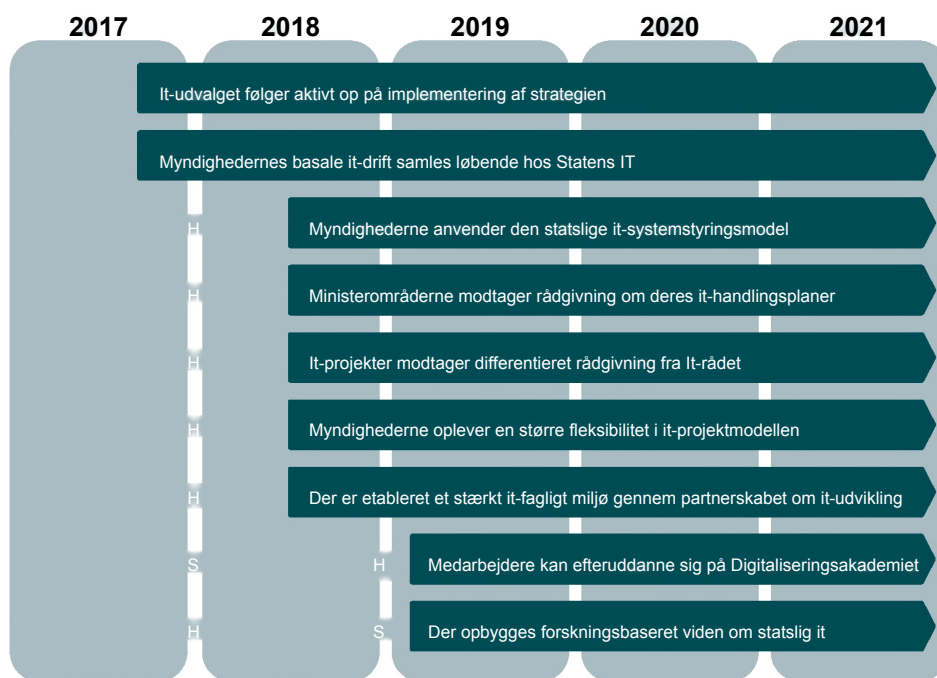 2017 2018 2019 2020 2021
It-udvalget følger aktivt op på implementering af strategien
Myndighedernes basale it-drift samles løbende hos Statens IT
H Myndighederne anvender den statslige it-systemstyringsmodel
H Ministerområderne modtager rådgivning om deres it-handlingsplaner
H It-projekter modtager differentieret rådgivning fra It-rådet
H Myndighederne oplever en større fleksibilitet i it-projektmodellen
H Der er etableret et stærkt it-fagligt miljø gennem partnerskabet om it-udvikling
S H Medarbejdere kan efteruddanne sig på Digitaliseringsakademiet
H S Der opbygges forskningsbaseret viden om statslig it